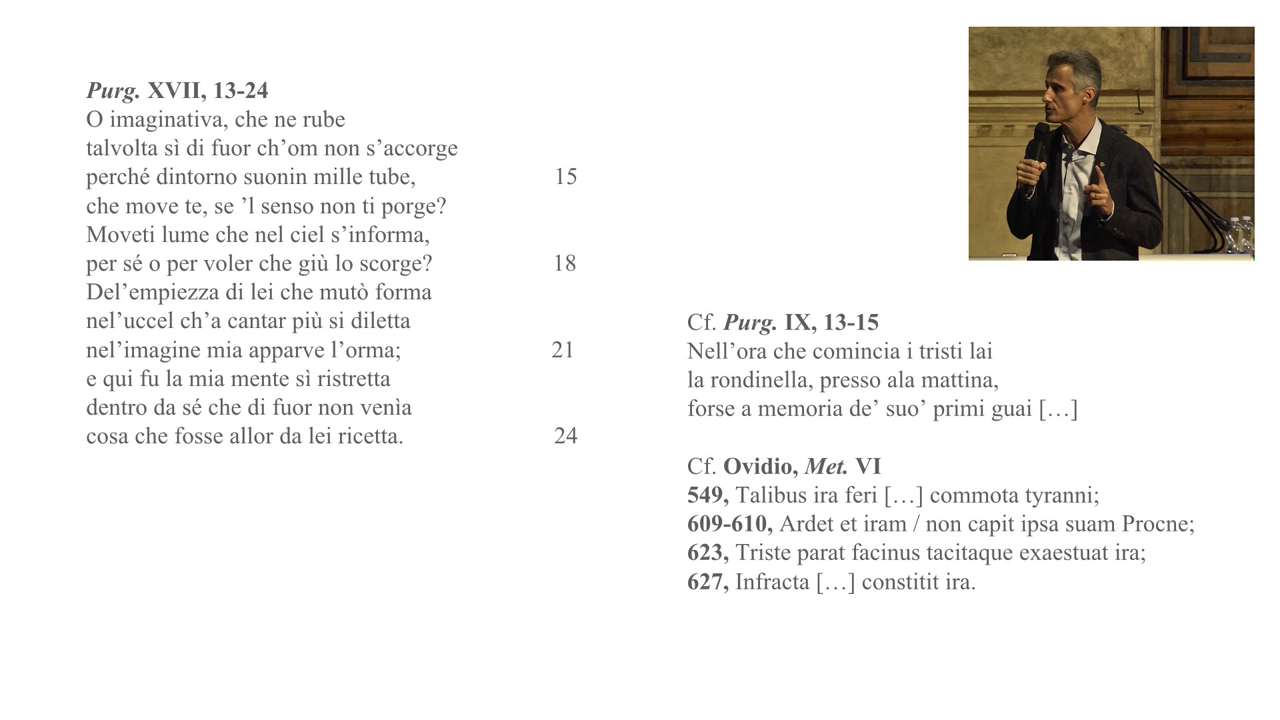 Purg. XVII, 13-24
O imaginativa, che ne rube
talvolta sì di fuor ch’om non s’accorge
perché dintorno suonin mille tube, 15
che move te, se ’l senso non ti porge?
Moveti lume che nel ciel s’informa,
per sé o per voler che giù lo scorge? 18
Del’empiezza di lei che mutò forma
nel’uccel ch’a cantar più si diletta
nel’imagine mia apparve l’orma; 21
e qui fu la mia mente sì ristretta
dentro da sé che di fuor non venìa
cosa che fosse allor da lei ricetta. 24
Cf. Purg. IX, 13-15
Nell’ora che comincia i tristi lai
la rondinella, presso ala mattina,
forse a memoria de’ suo’ primi guai […]
Cf. Ovidio, Met. VI
549, Talibus ira feri […] commota tyranni;
609-610, Ardet et iram / non capit ipsa suam Procne;
623, Triste parat facinus tacitaque exaestuat ira;
627, Infracta […] constitit ira.